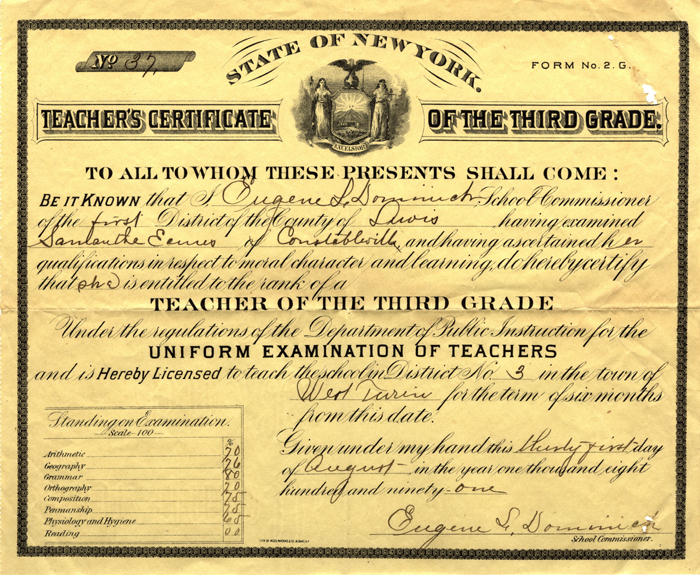 No 37.
STATE OF NEW YORK.
FORM No. 2. G.
TEACHER'S CERTIFICATE OF THE THIRD GRADE.
EXCELSIOR
TO ALL TO WHOM THESE PRESENTS SHALL COME:
BE IT KNOWN that I, Eugene L. Dominick, School Commissioner
of the first District of the County of Lewis, having examined
Samantha Eames of Constableville, and having ascertained her
qualifications in respect to moral character and learning, do hereby certify
that she is entitled to the rank of a
TEACHER OF THE THIRD GRADE
Under the regulations of the Department of Public Instruction for the
UNIFORM EXAMINATION OF TEACHERS
and is Hereby Licensed to teach the school in District No. 3 in the town of
West Turin for the term of six months
from this date.
Standing on Examination.
Scale-100
%
Arithmetic 70
Geography 76
Grammar 80
Orthography 70
Composition 75
Penmanship 75
Physiology and Hygiene 68
Reading 00
Given under my hand this thirty first day
of August in the year one thousand eight
hundred and ninety-one
Eugene L. Dominick
School Commissioner.